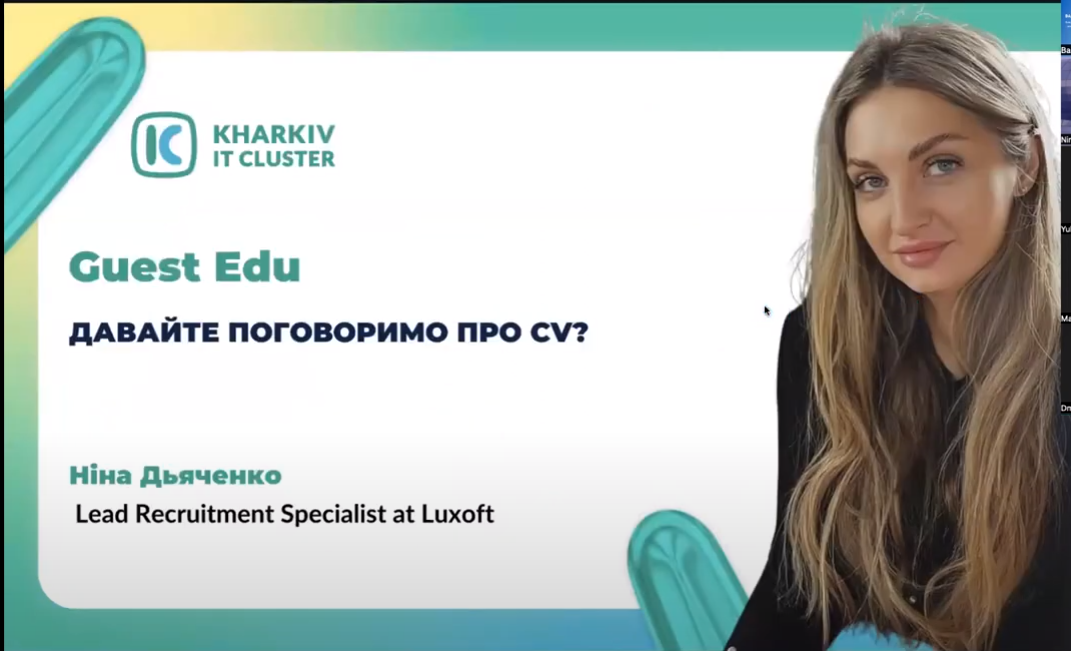 KHARKIV
IT CLUSTER
Guest Edu
ДАВАЙТЕ ПОГОВОРИМО ПРО CV?
Ніна Дьяченко
Lead Recruitment Specialist at Luxoft